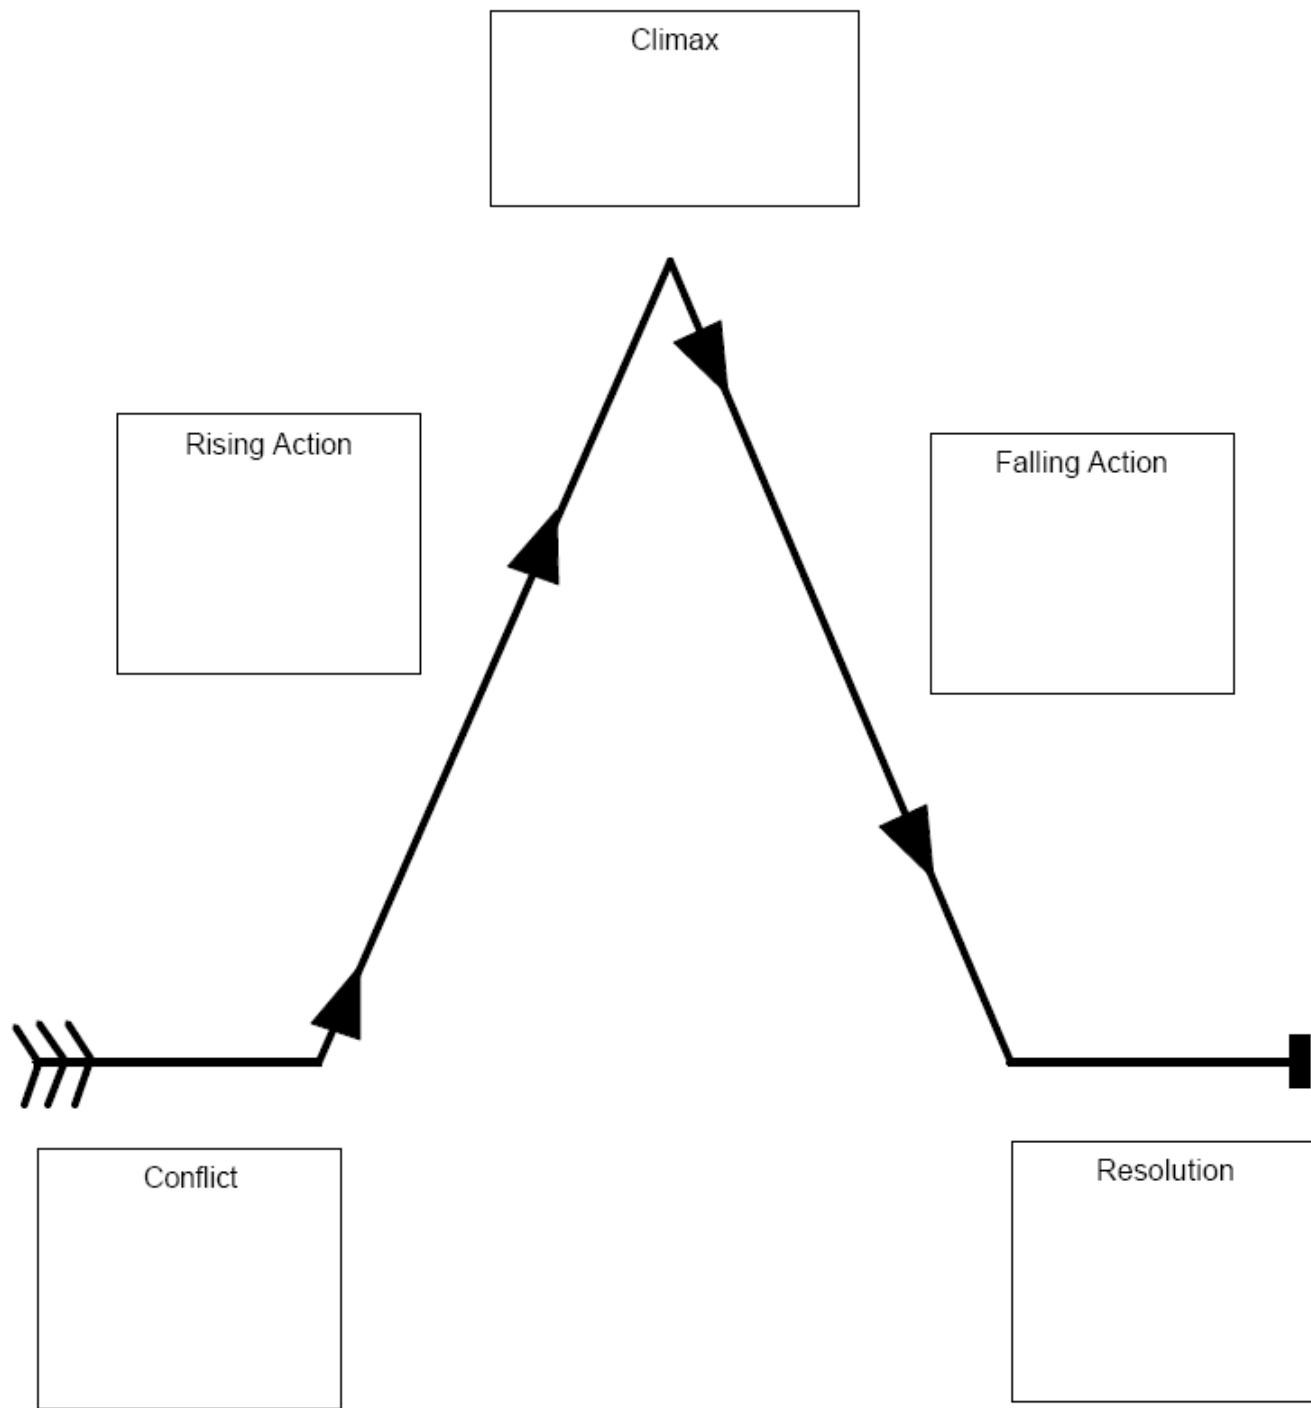 Climax
Rising Action
Falling Action
Conflict
Resolution